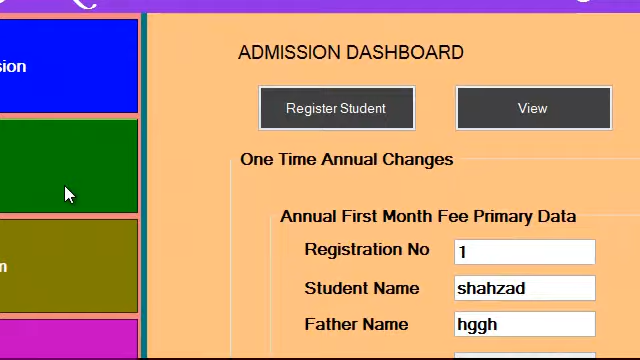 ADMISSION DASHBOARD
Register Student
View
One Time Annual Changes
Annual First Month Fee Primary Data
Registration No
1
Student Name
shahzad
Father Name
hggh